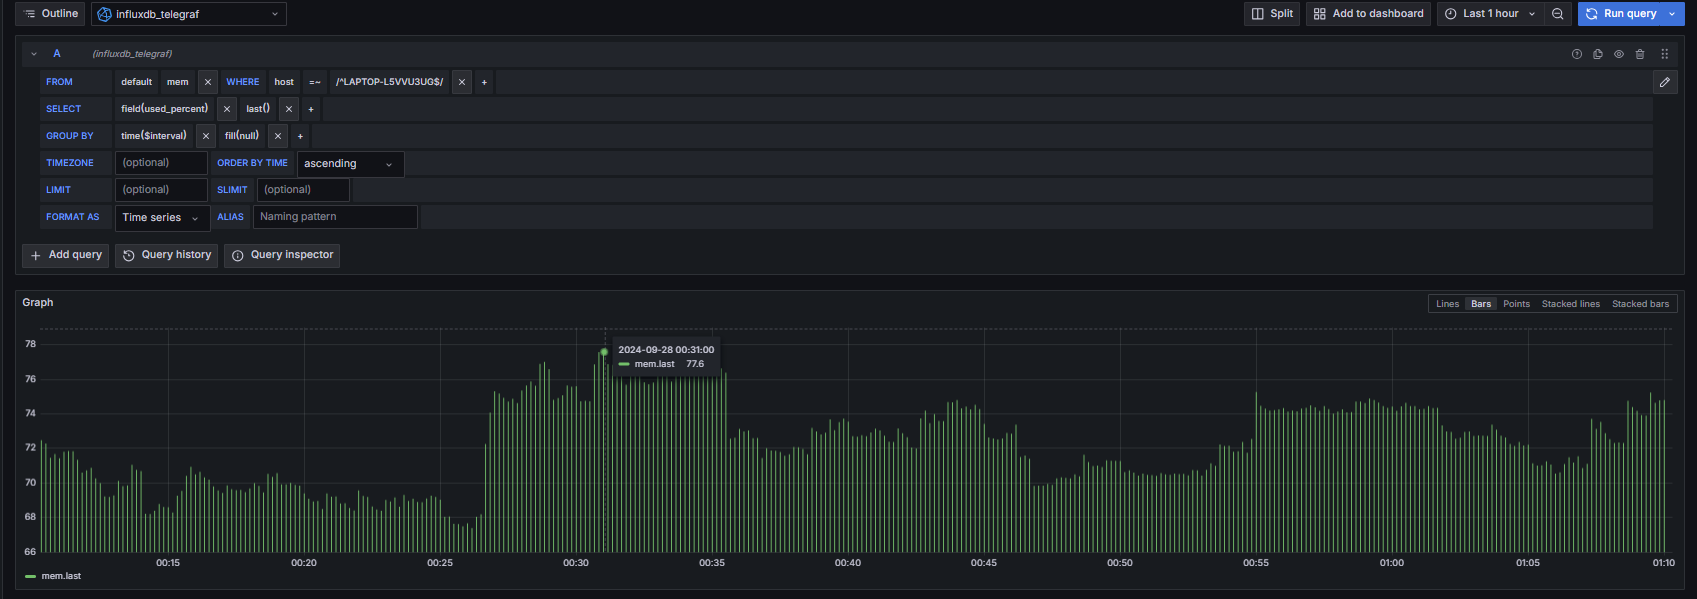 Outline influxdb_telegraf Split Add to dashboard Last 1 hour Run query
A (influxdb_telegraf)
FROM default mem × WHERE host =~ /^LAPTOP-L5VVU3UG$/ × +
SELECT field(used_percent) × last() × +
GROUP BY time($interval) × fill(null) × +
TIMEZONE (optional) ORDER BY TIME ascending
LIMIT (optional) SLIMIT (optional)
FORMAT AS Time series ALIAS Naming pattern
+ Add query Query history Query inspector
Graph Lines Bars Points Stacked lines Stacked bars
78
2024-09-28 00:31:00
mem.last 77.6
76
74
72
70
68
66
00:15 00:20 00:25 00:30 00:35 00:40 00:45 00:50 00:55 01:00 01:05 01:10
mem.last